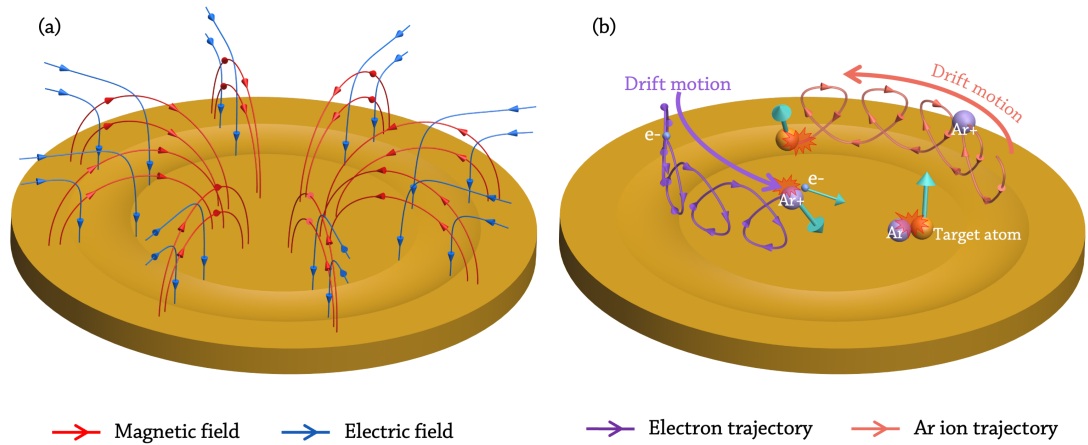 (a)
(b)
Drift motion
Drift motion
e-
Ar+
e-
Ar+
Ar
Target atom
Magnetic field
Electric field
Electron trajectory
Ar ion trajectory